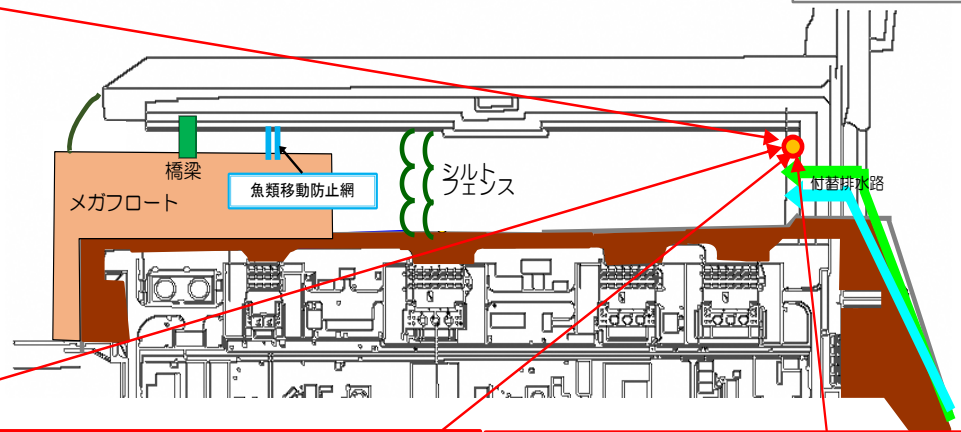 橋梁
シルト
フェンス
魚類移動防止網
付替排水路
メガフロート